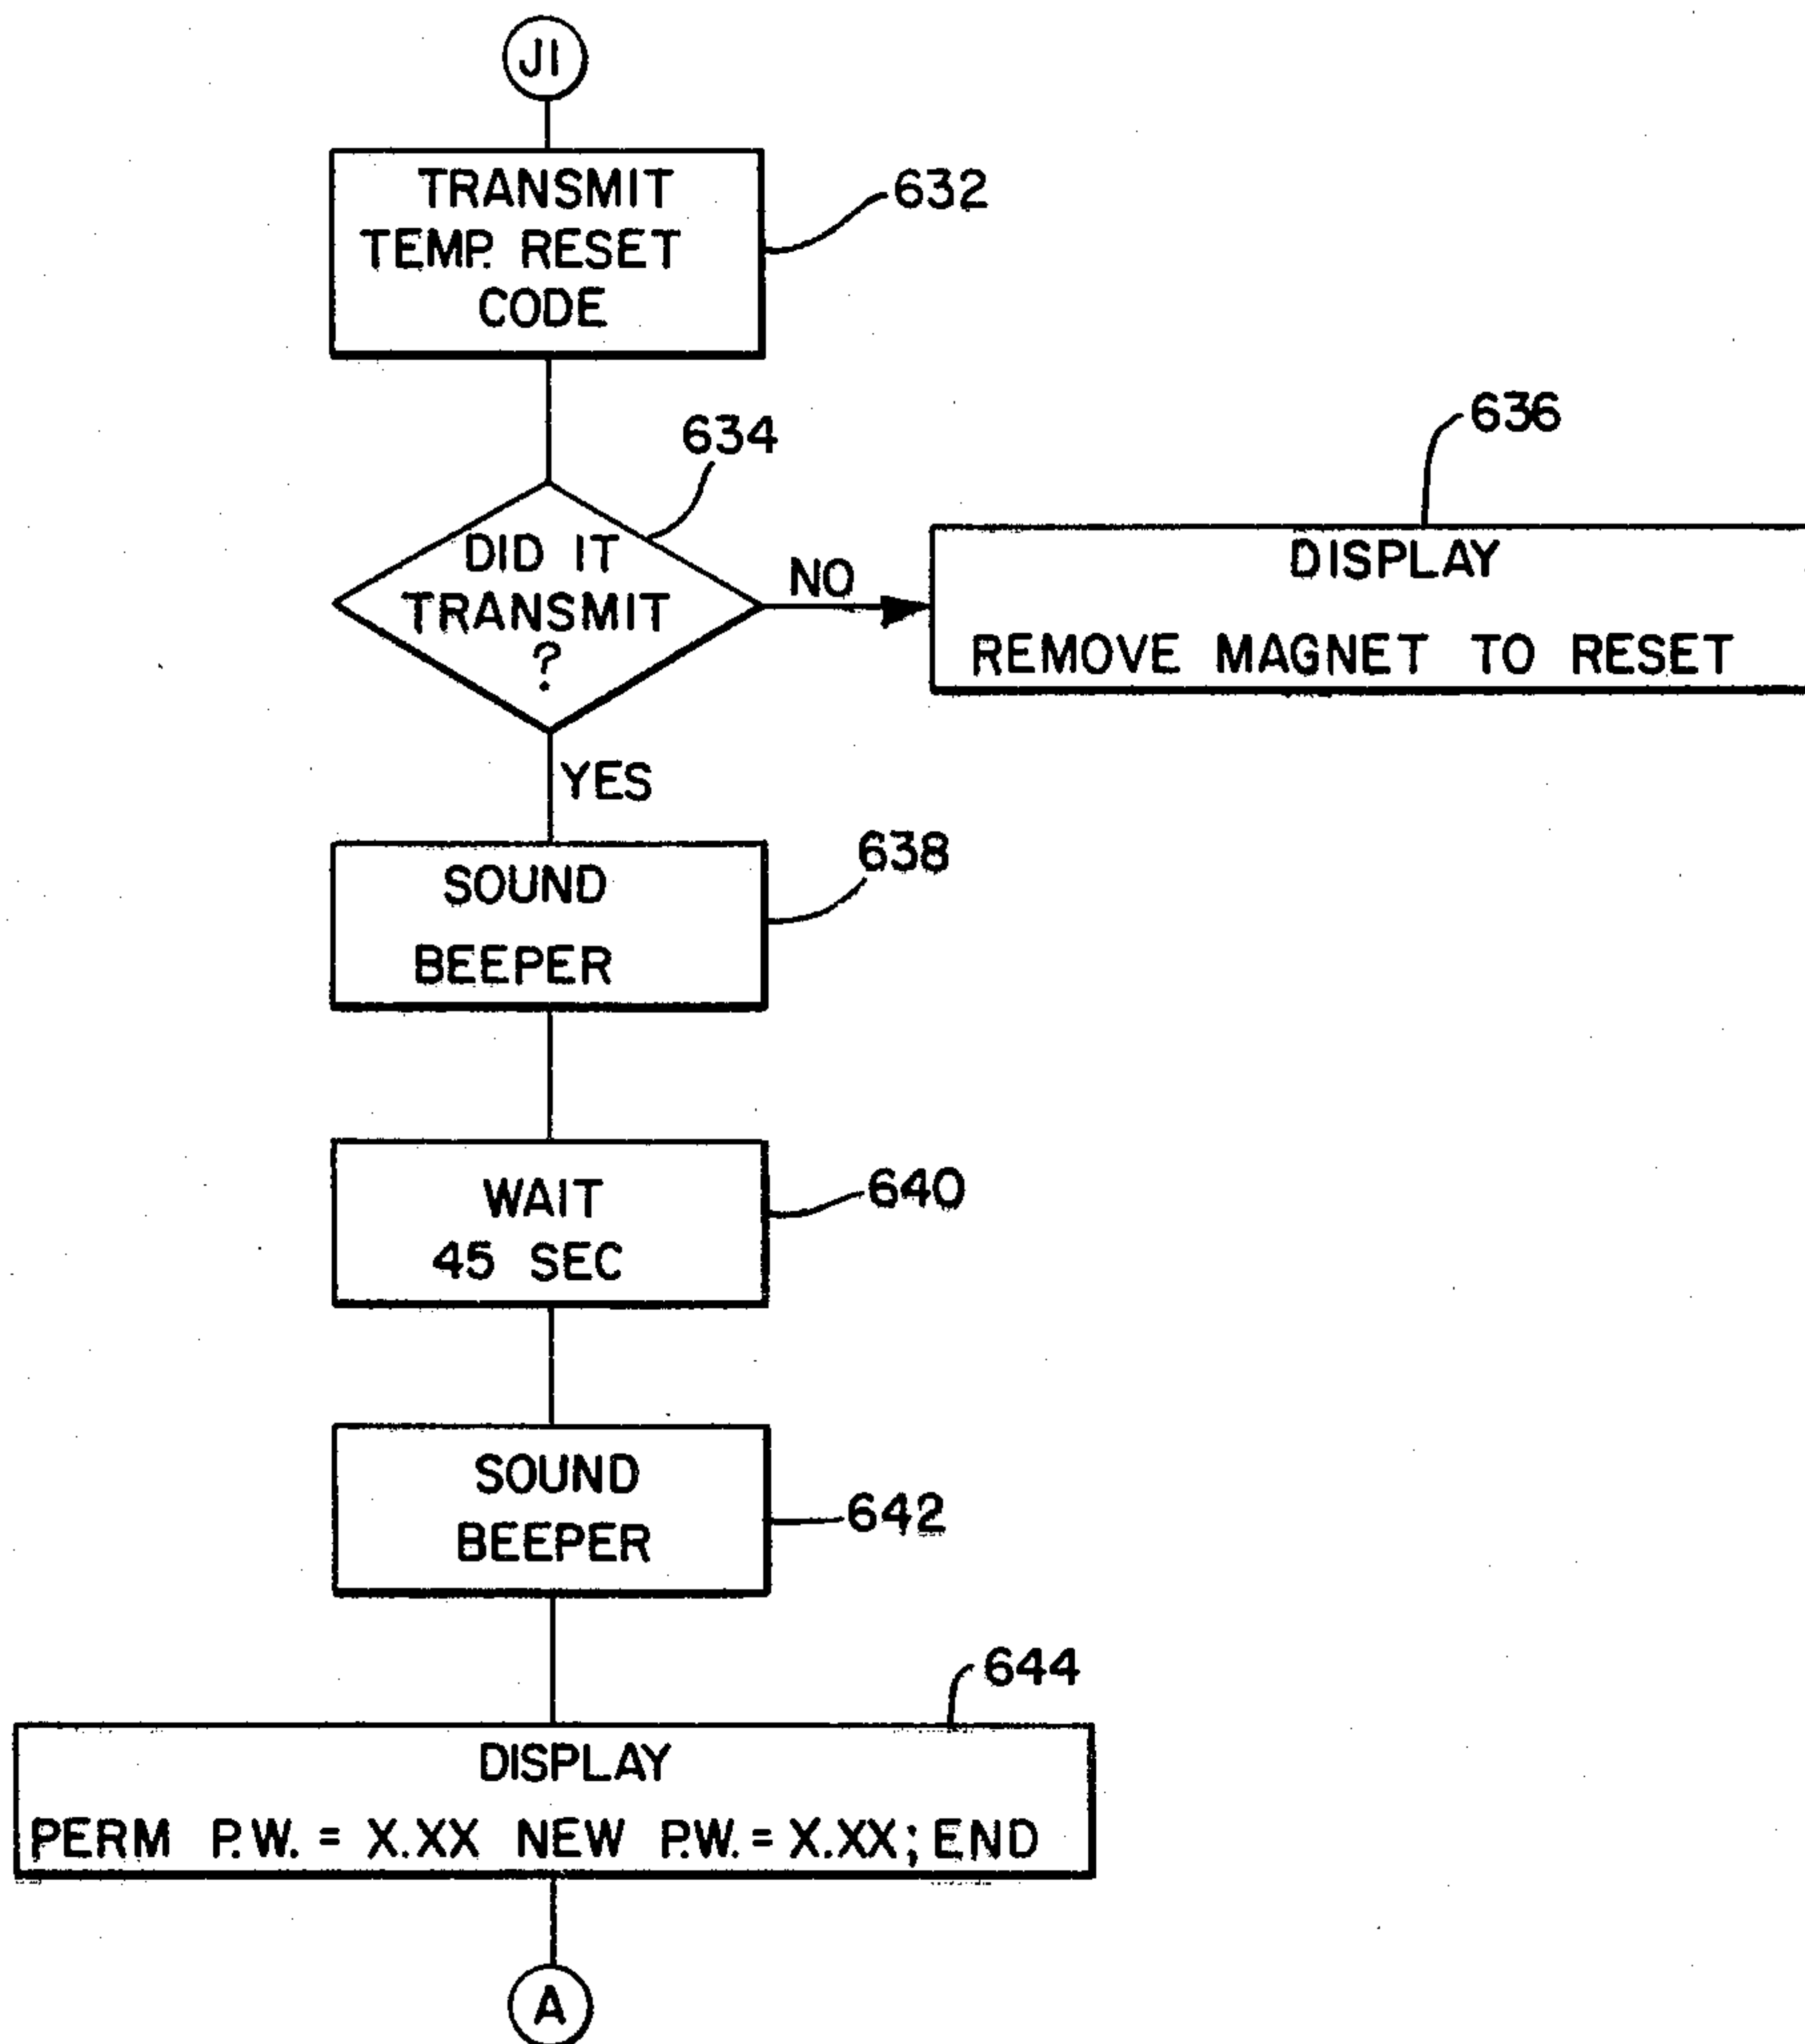 J1
TRANSMIT
TEMP. RESET
CODE
632
634
DID IT
TRANSMIT
?
NO
636
DISPLAY
REMOVE MAGNET TO RESET
YES
SOUND
BEEPER
638
WAIT
45 SEC
640
SOUND
BEEPER
642
644
DISPLAY
PERM P.W. = X.XX NEW P.W. = X.XX; END
A